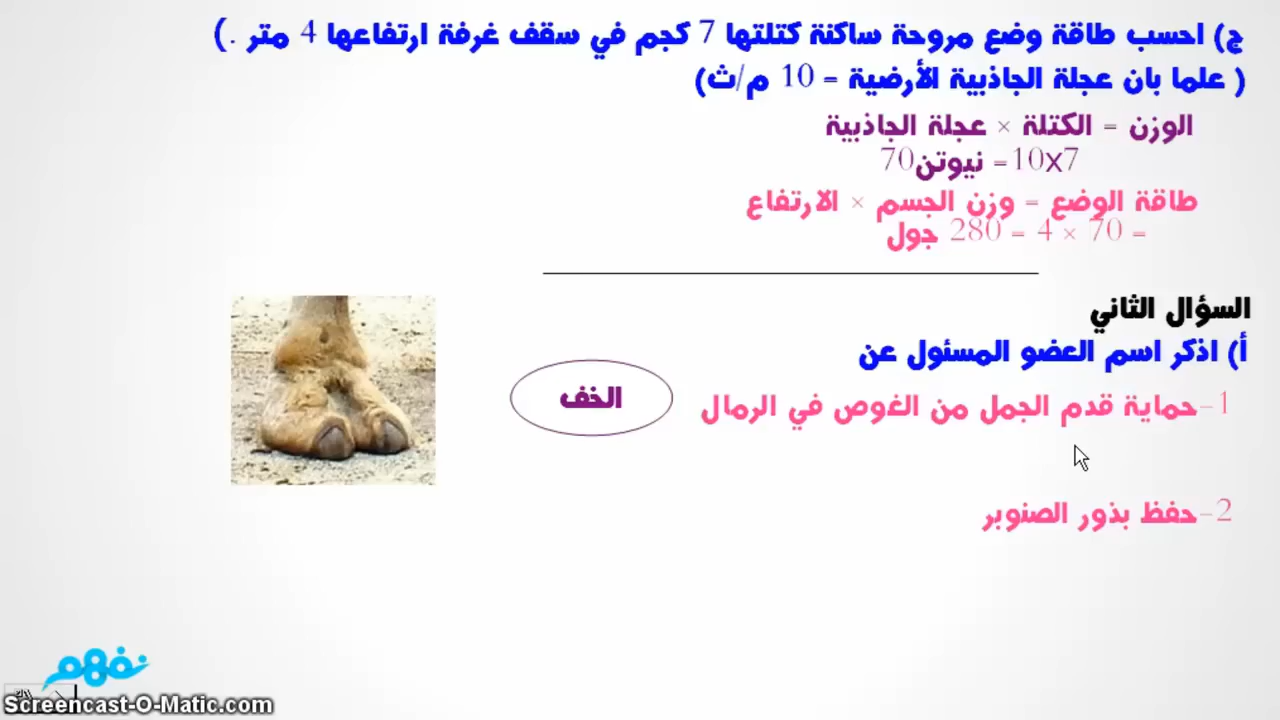 ج) احسب طاقة وضع مروحة ساكنة كتلتها 7 كجم في سقف غرفة ارتفاعها 4 متر .)
( علما بان عجلة الجاذبية الأرضية = 10 م/ث)
الوزن = الكتلة × عجلة الجاذبية
10x7= نيوتن70
طاقة الوضع = وزن الجسم × الارتفاع
= 70 × 4 = 280 جول
السؤال الثاني
أ) اذكر اسم العضو المسئول عن
1-حماية قدم الجمل من الغوص في الرمال
الخف
2-حفظ بذور الصنوبر
نفهم
Screencast-O-Matic.com